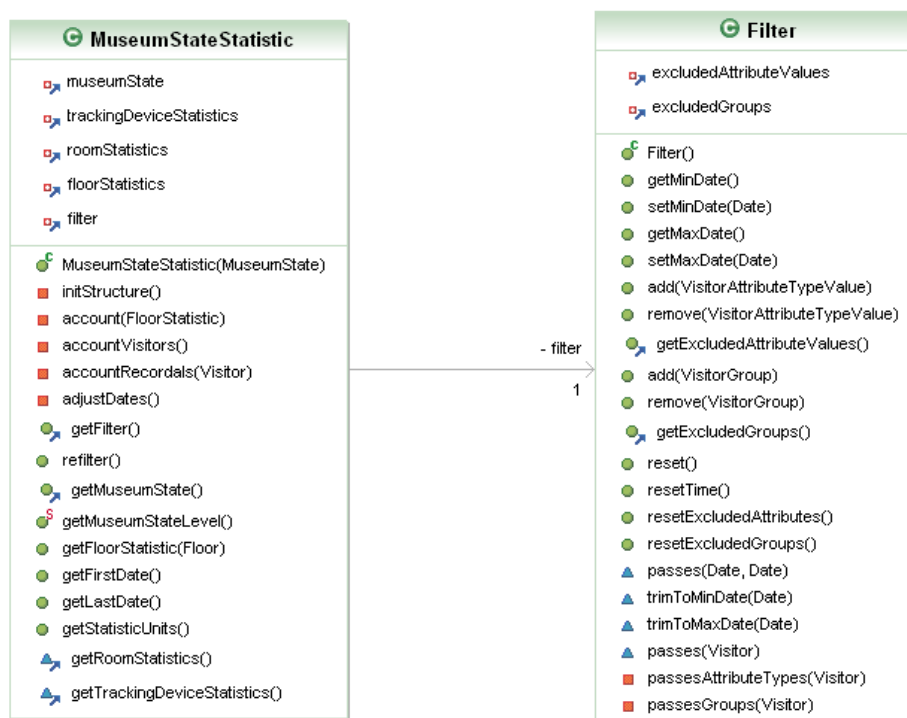 C MuseumStateStatistic
museumState
trackingDeviceStatistics
roomStatistics
floorStatistics
filter
C MuseumStateStatistic(MuseumState)
initStructure()
account(FloorStatistic)
accountVisitors()
accountRecordals(Visitor)
adjustDates()
getFilter()
refilter()
getMuseumState()
S getMuseumStateLevel()
getFloorStatistic(Floor)
getFirstDate()
getLastDate()
getStatisticUnits()
getRoomStatistics()
getTrackingDeviceStatistics()
- filter
1
C Filter
excludedAttributeValues
excludedGroups
C Filter()
getMinDate()
setMinDate(Date)
getMaxDate()
setMaxDate(Date)
add(VisitorAttributeTypeValue)
remove(VisitorAttributeTypeValue)
getExcludedAttributeValues()
add(VisitorGroup)
remove(VisitorGroup)
getExcludedGroups()
reset()
resetTime()
resetExcludedAttributes()
resetExcludedGroups()
passes(Date, Date)
trimToMinDate(Date)
trimToMaxDate(Date)
passes(Visitor)
passesAttributeTypes(Visitor)
passesGroups(Visitor)